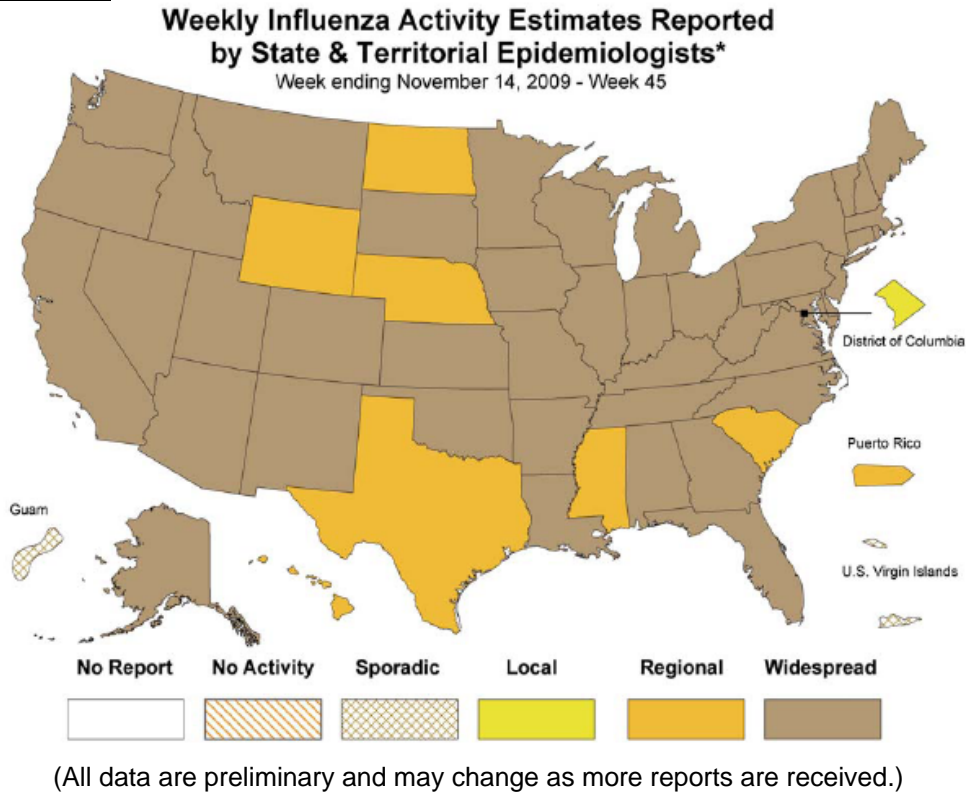 Weekly Influenza Activity Estimates Reported
by State & Territorial Epidemiologists*
Week ending November 14, 2009 - Week 45
District of Columbia
Puerto Rico
Guam
U.S. Virgin Islands
No Report No Activity Sporadic Local Regional Widespread
(All data are preliminary and may change as more reports are received.)